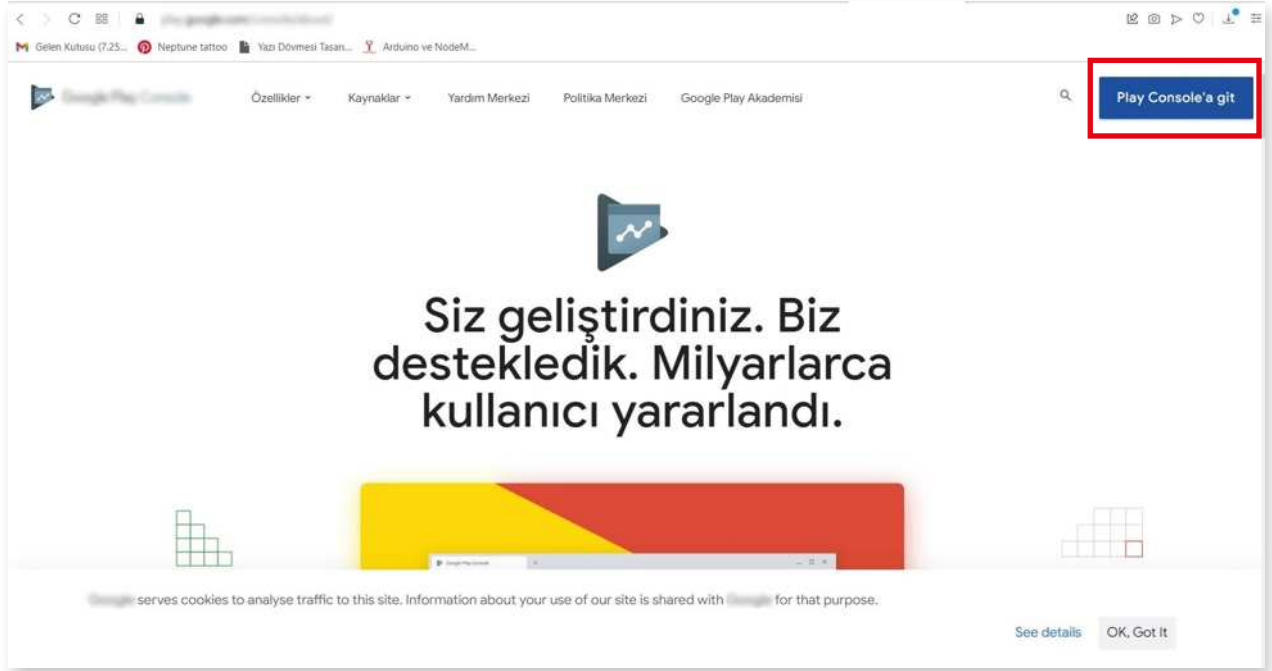 Gelen Kutusu (7.25... Neptune tattoo Yazı Dövmesi Tasarı... Arduino ve NodeM...
Özellikler Kaynaklar Yardım Merkezi Politika Merkezi Google Play Akademisi Play Console'a git
Siz geliştirdiniz. Biz
destekledik. Milyarlarca
kullanıcı yararlandı.
Google Play Console
serves cookies to analyse traffic to this site. Information about your use of our site is shared with for that purpose.
See details OK, Got It